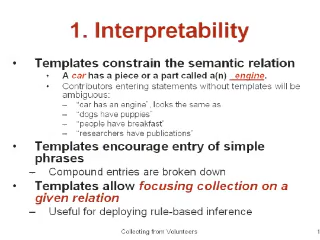 1. Interpretability
• Templates constrain the semantic relation
• A car has a piece or a part called a(n) _engine.
• Contributors entering statements without templates will be
ambiguous:
– "car has an engine", looks the same
– "dogs have puppies"
– "people have breakfast"
– "researchers have publications"
• Templates encourage entry of simple
phrases
– Compound entries are broken down
• Templates allow focusing collection on a
given relation
– Useful for deploying rule-based inference
Collecting from Volunteers
1